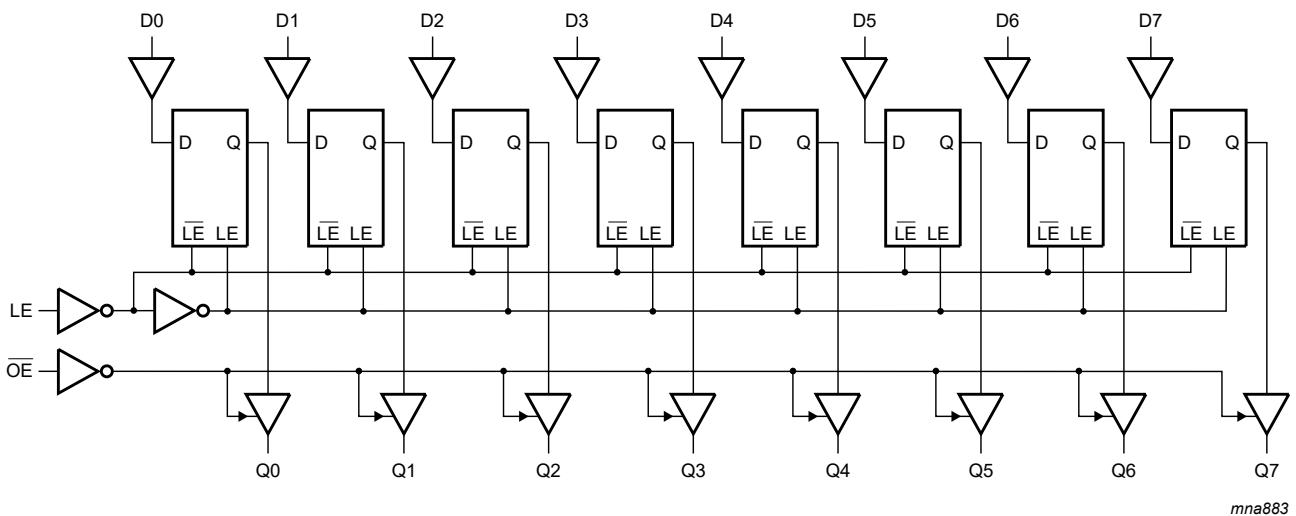 D0 D1 D2 D3 D4 D5 D6 D7
D Q D Q D Q D Q D Q D Q D Q D Q
L̅E̅ LE L̅E̅ LE L̅E̅ LE L̅E̅ LE L̅E̅ LE L̅E̅ LE L̅E̅ LE L̅E̅ LE
LE
O̅E̅
Q0 Q1 Q2 Q3 Q4 Q5 Q6 Q7
mna883